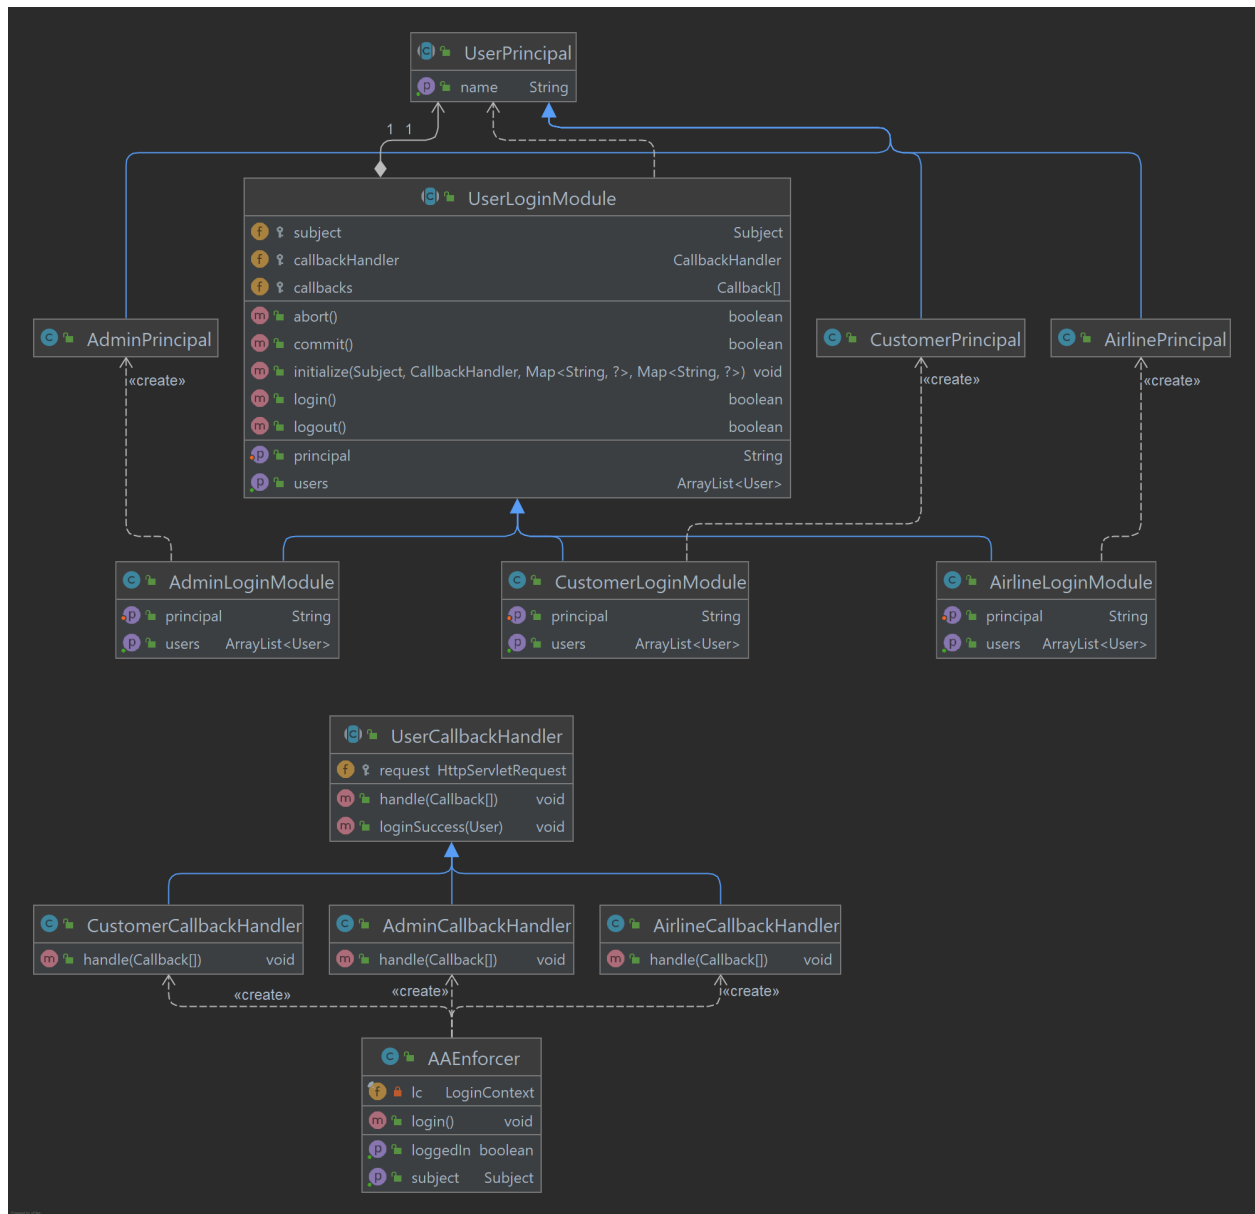 UserPrincipal
name String
1 1
UserLoginModule
subject Subject
callbackHandler CallbackHandler
callbacks Callback[]
abort() boolean
commit() boolean
initialize(Subject, CallbackHandler, Map<String, ?>, Map<String, ?>) void
login() boolean
logout() boolean
principal String
users ArrayList<User>
AdminPrincipal
CustomerPrincipal
AirlinePrincipal
«create»
«create»
«create»
AdminLoginModule
principal String
users ArrayList<User>
CustomerLoginModule
principal String
users ArrayList<User>
AirlineLoginModule
principal String
users ArrayList<User>
UserCallbackHandler
request HttpServletRequest
handle(Callback[]) void
loginSuccess(User) void
CustomerCallbackHandler
handle(Callback[]) void
AdminCallbackHandler
handle(Callback[]) void
AirlineCallbackHandler
handle(Callback[]) void
«create»
«create»
«create»
AAEnforcer
lc LoginContext
login() void
loggedIn boolean
subject Subject